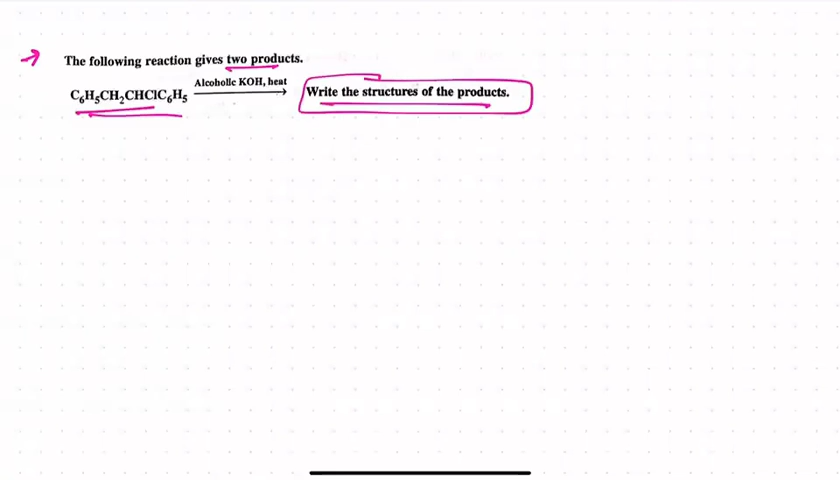 The following reaction gives two products.
C₆H₅CH₂CHClC₆H₅ Alcoholic KOH, heat Write the structures of the products.